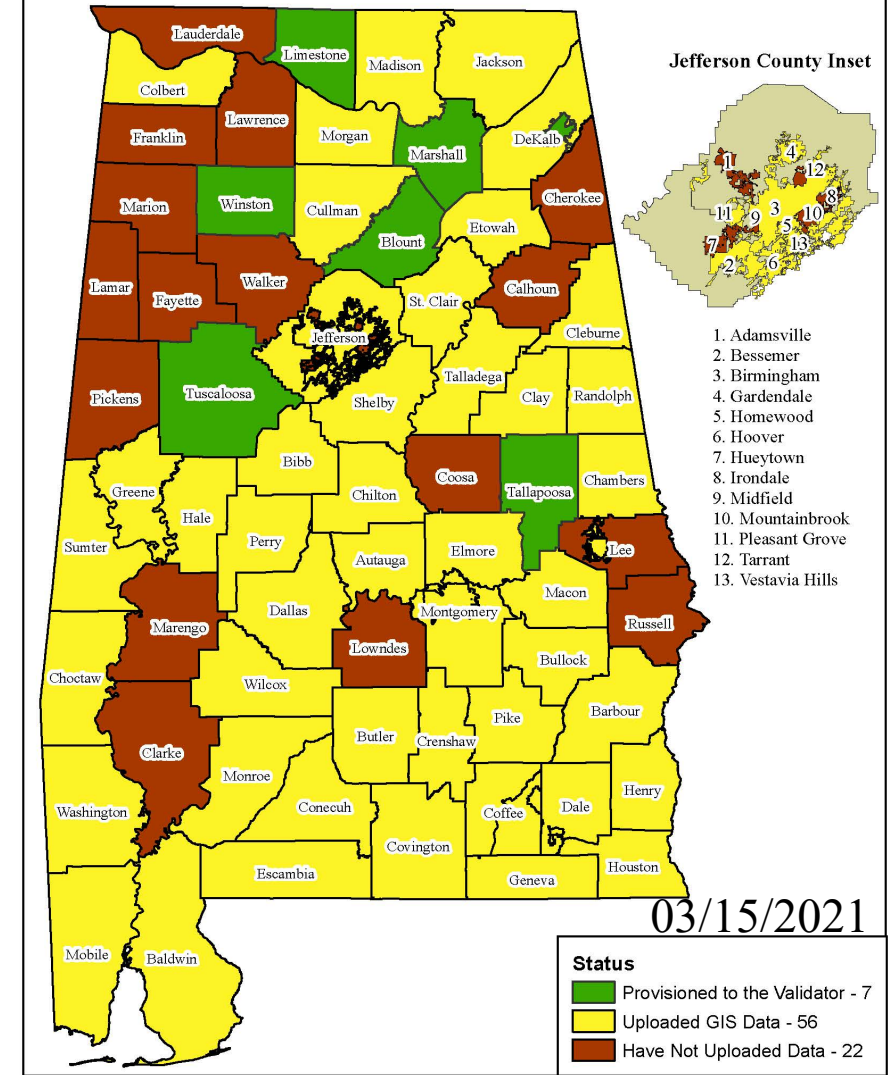 Lauderdale
Limestone
Madison
Jackson
Colbert
Lawrence
Franklin
Morgan
Marshall
DeKalb
Marion
Winston
Cullman
Cherokee
Etowah
Blount
Lamar
Fayette
Walker
St. Clair
Calhoun
Jefferson
Cleburne
Talladega
Pickens
Tuscaloosa
Shelby
Clay
Randolph
Bibb
Coosa
Chambers
Greene
Chilton
Tallapoosa
Hale
Sumter
Perry
Autauga
Elmore
Lee
Macon
Dallas
Montgomery
Marengo
Lowndes
Russell
Choctaw
Wilcox
Bullock
Pike
Barbour
Butler
Crenshaw
Clarke
Monroe
Henry
Washington
Conecuh
Coffee
Dale
Covington
Escambia
Geneva
Houston
Mobile
Baldwin
Jefferson County Inset
1
4
12
8
11
3
9
10
5
7
13
2
6
1. Adamsville
2. Bessemer
3. Birmingham
4. Gardendale
5. Homewood
6. Hoover
7. Hueytown
8. Irondale
9. Midfield
10. Mountainbrook
11. Pleasant Grove
12. Tarrant
13. Vestavia Hills
03/15/2021
Status
Provisioned to the Validator - 7
Uploaded GIS Data - 56
Have Not Uploaded Data - 22